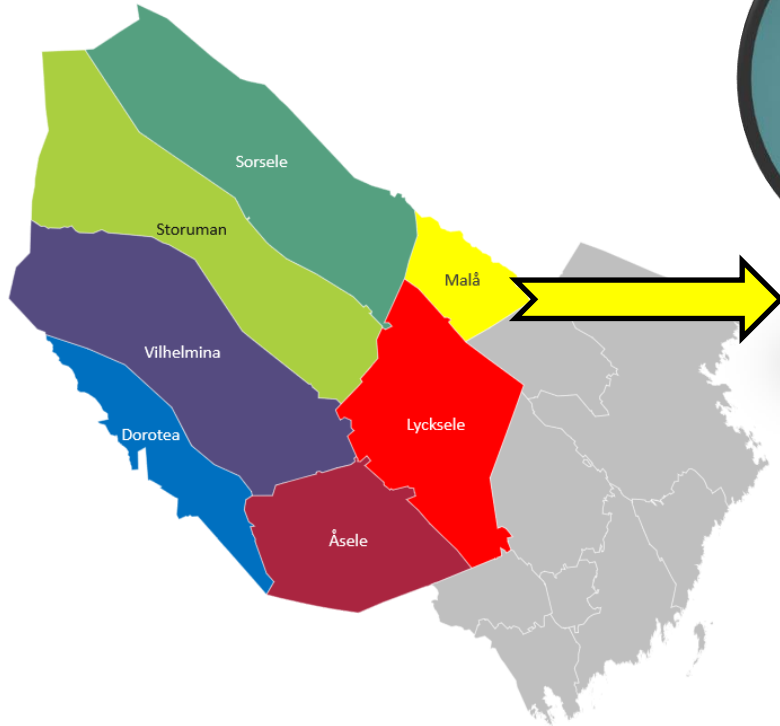 Sorsele
Storuman
Malå
Vilhelmina
Lycksele
Dorotea
Åsele